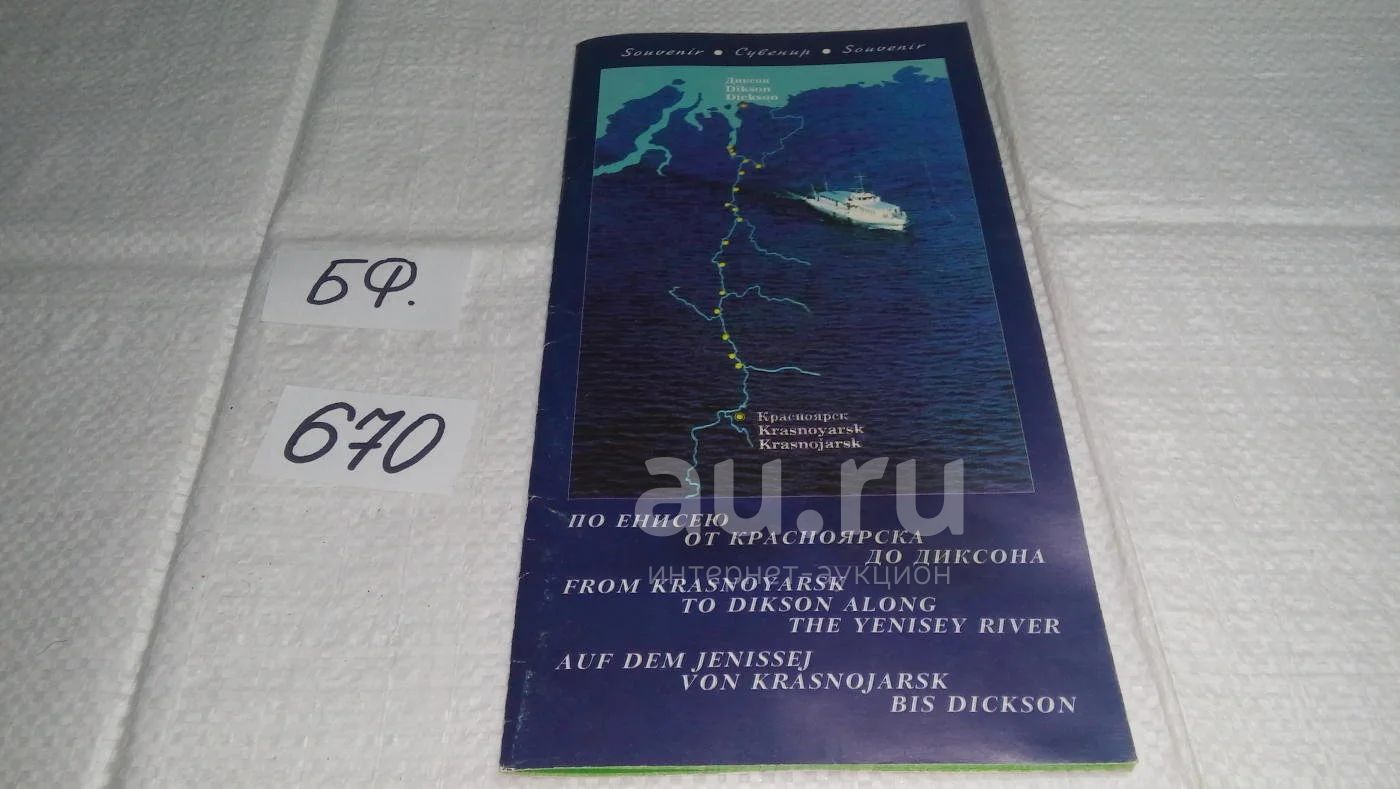 Souvenir • Сувенир • Souvenir
Диксон
Dikson
Dickson
БФ.
670
Красноярск
Krasnoyarsk
Krasnojarsk
au.ru
интернет-аукцион
ПО ЕНИСЕЮ
ОТ КРАСНОЯРСКА
ДО ДИКСОНА
FROM KRASNOYARSK
TO DIKSON ALONG
THE YENISEY RIVER
AUF DEM JENISSEJ
VON KRASNOJARSK
BIS DICKSON